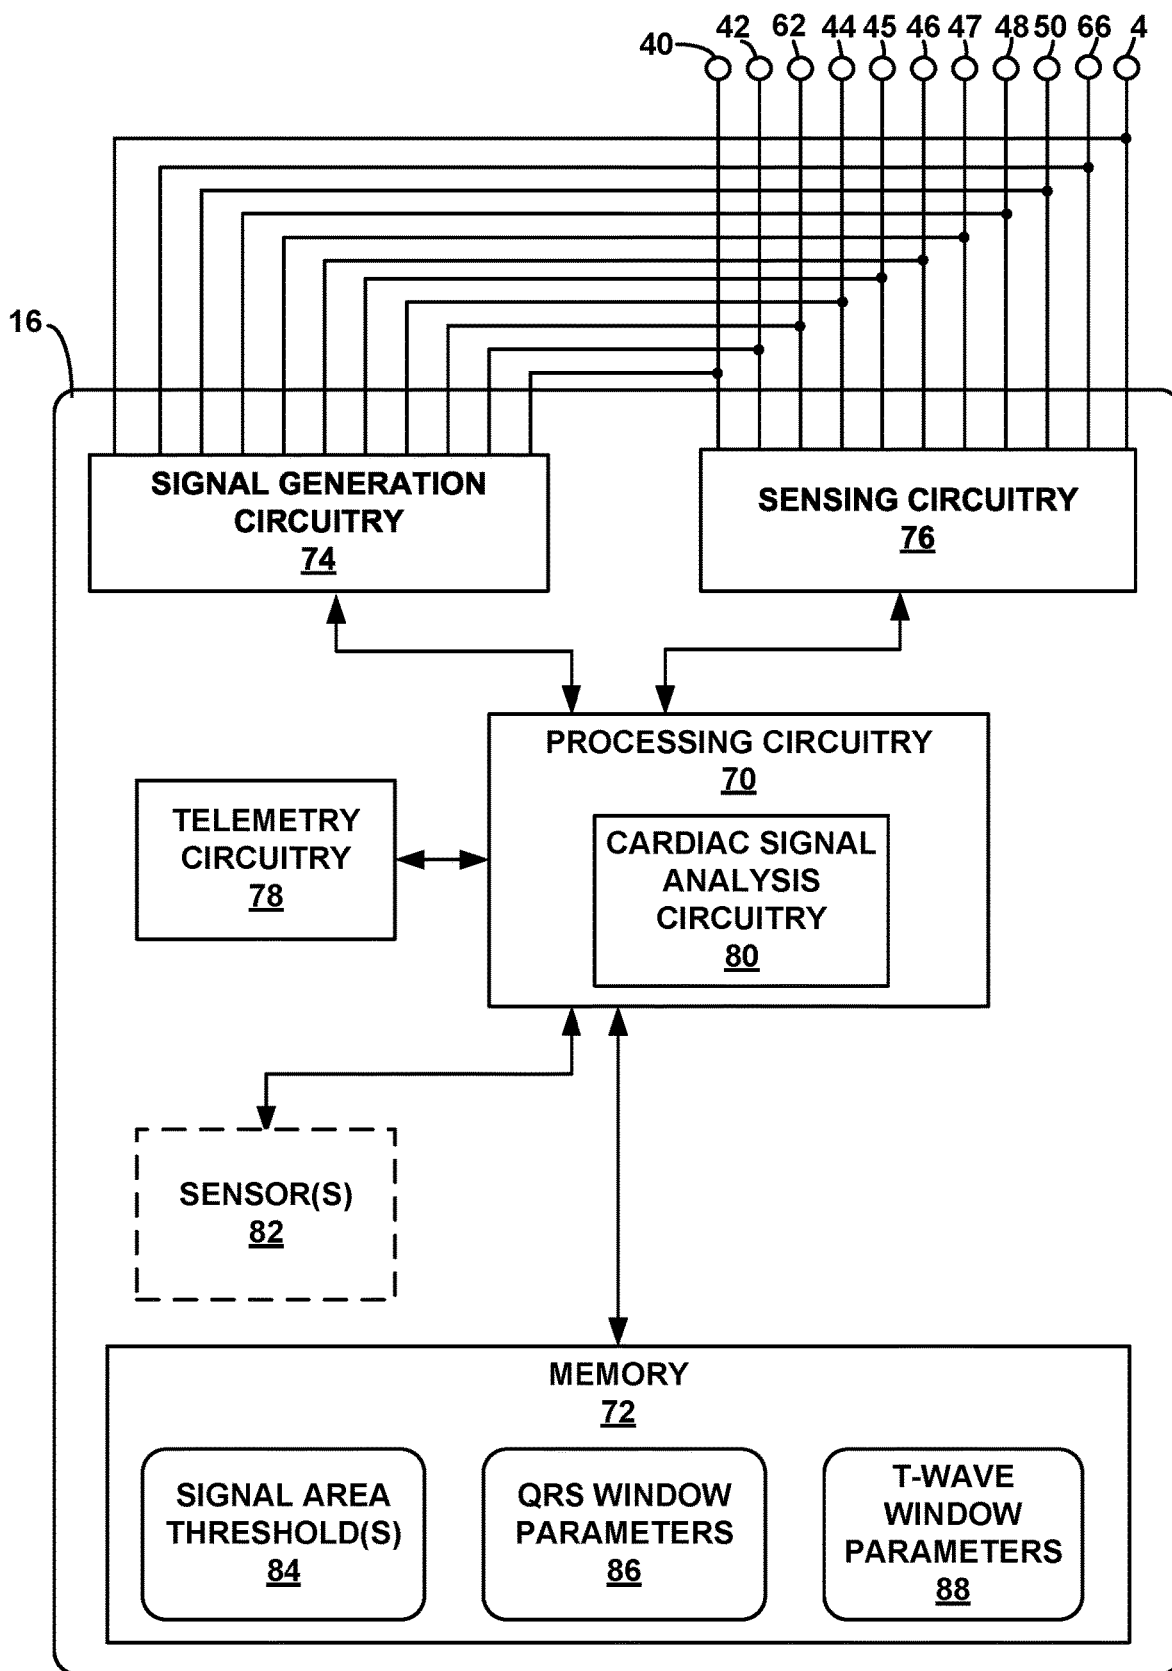 40
42
62
44
45
46
47
48
50
66
4
16
SIGNAL GENERATION
CIRCUITRY
74
SENSING CIRCUITRY
76
PROCESSING CIRCUITRY
70
TELEMETRY
CIRCUITRY
78
CARDIAC SIGNAL
ANALYSIS
CIRCUITRY
80
SENSOR(S)
82
MEMORY
72
SIGNAL AREA
THRESHOLD(S)
84
QRS WINDOW
PARAMETERS
86
T-WAVE
WINDOW
PARAMETERS
88